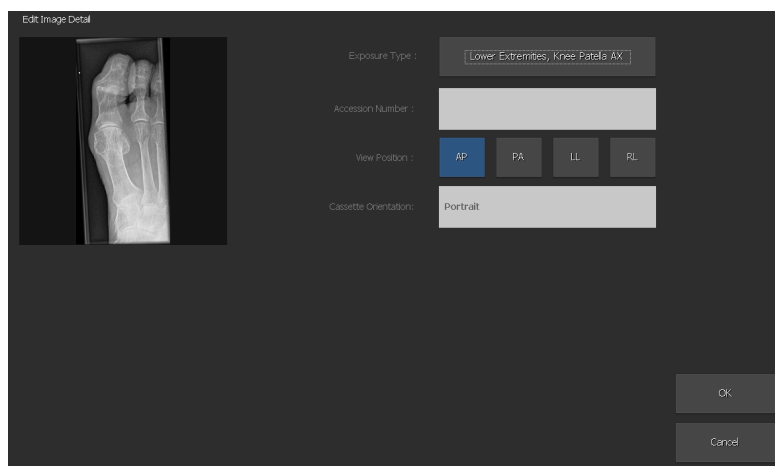 Edit Image Detail
Exposure Type :
Lower Extremities, Knee Patella AX
Accession Number :
View Position :
AP
PA
LL
RL
Cassette Orientation:
Portrait
OK
Cancel